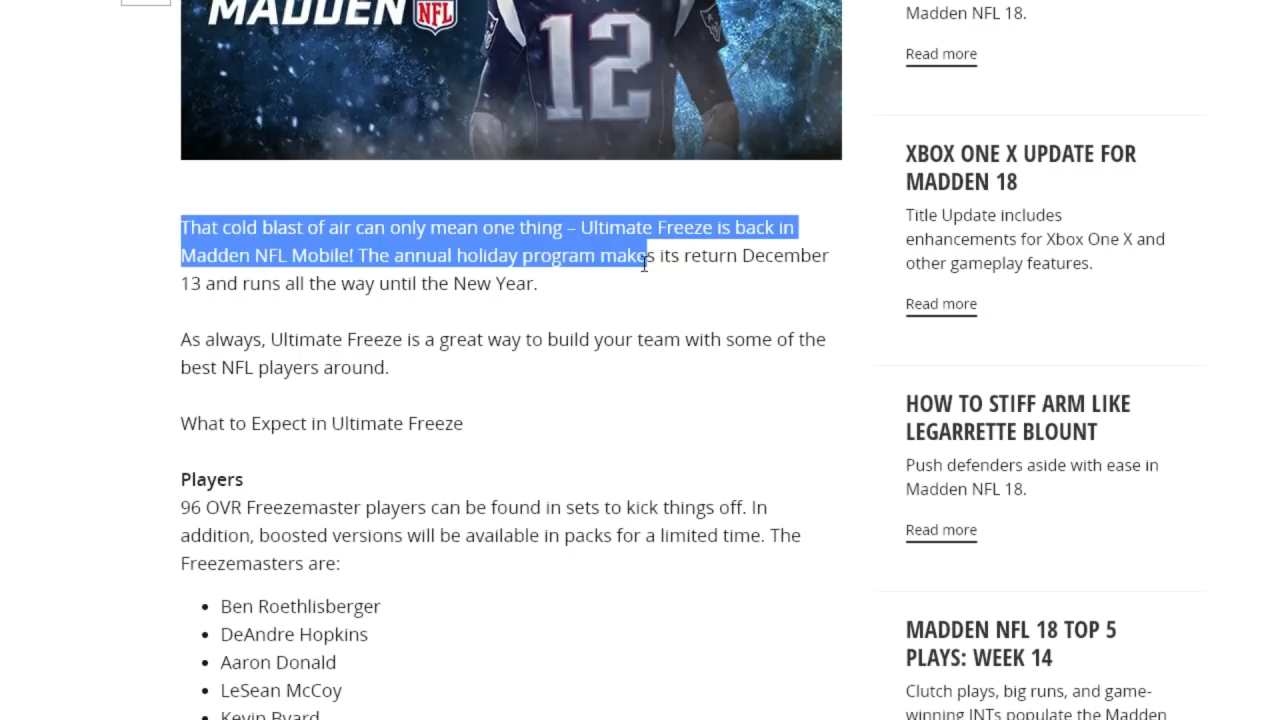 MADDEN
NFL
12
That cold blast of air can only mean one thing – Ultimate Freeze is back in
Madden NFL Mobile! The annual holiday program makes its return December
13 and runs all the way until the New Year.
As always, Ultimate Freeze is a great way to build your team with some of the
best NFL players around.
What to Expect in Ultimate Freeze
Players
96 OVR Freezemaster players can be found in sets to kick things off. In
addition, boosted versions will be available in packs for a limited time. The
Freezemasters are:
• Ben Roethlisberger
• DeAndre Hopkins
• Aaron Donald
• LeSean McCoy
• Kevin Byard
Madden NFL 18.
Read more
XBOX ONE X UPDATE FOR
MADDEN 18
Title Update includes
enhancements for Xbox One X and
other gameplay features.
Read more
HOW TO STIFF ARM LIKE
LEGARRETTE BLOUNT
Push defenders aside with ease in
Madden NFL 18.
Read more
MADDEN NFL 18 TOP 5
PLAYS: WEEK 14
Clutch plays, big runs, and game-
winning INTs populate the Madden